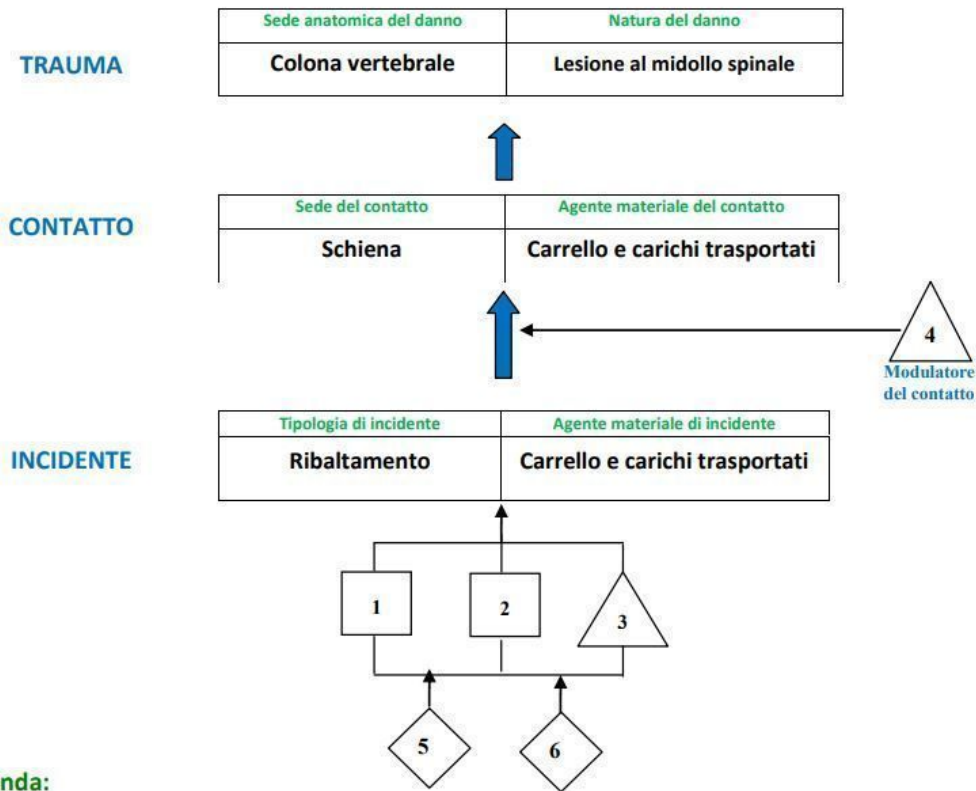 Sede anatomica del danno Natura del danno
TRAUMA Colona vertebrale Lesione al midollo spinale
Sede del contatto Agente materiale del contatto
CONTATTO Schiena Carrello e carichi trasportati
4
Modulatore
del contatto
Tipologia di incidente Agente materiale di incidente
INCIDENTE Ribaltamento Carrello e carichi trasportati
1 2 3
5 6
nda: